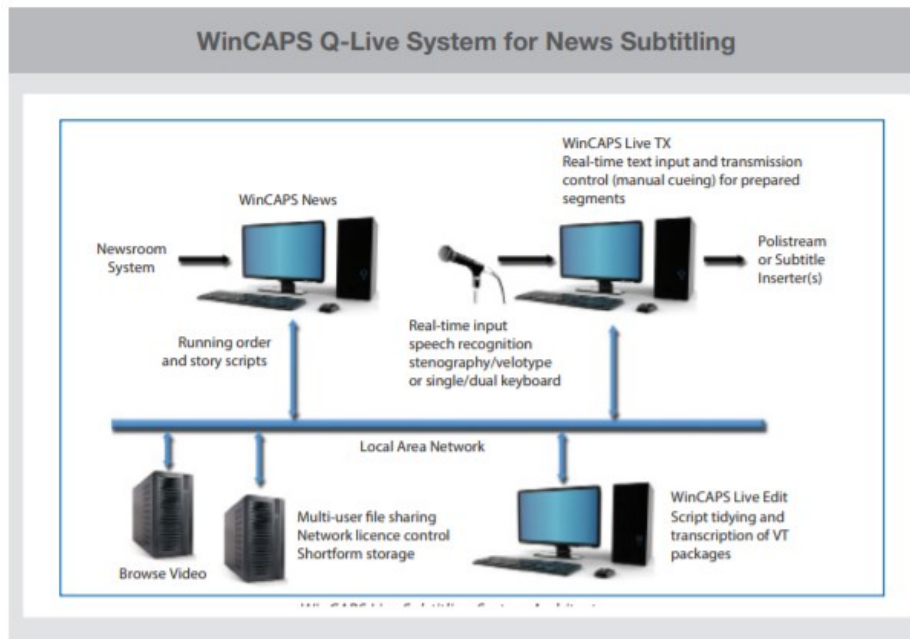 WinCAPS Q-Live System for News Subtitling
WinCAPS Live TX
Real-time text input and transmission
control (manual cueing) for prepared
segments
WinCAPS News
Newsroom
System
Polistream
or Subtitle
Inserter(s)
Running order
and story scripts
Real-time input
speech recognition
stenography/velotype
or single/dual keyboard
Local Area Network
Multi-user file sharing
Network licence control
Shortform storage
Browse Video
WinCAPS Live Edit
Script tidying and
transcription of VT
packages